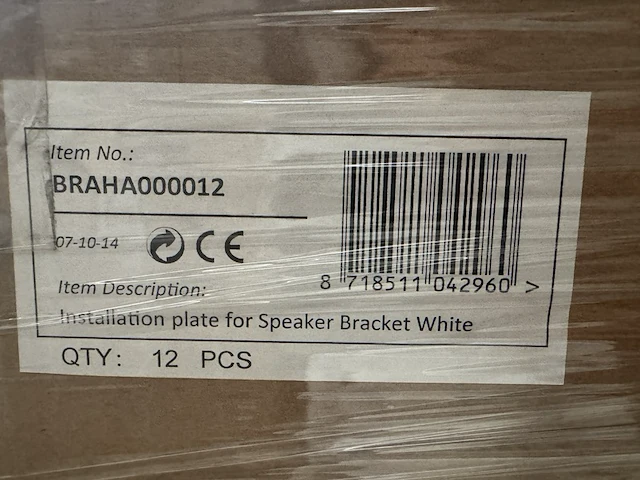 Item No.:
BRAHA000012
07-10-14 CE
Item Description:
Installation plate for Speaker Bracket White
8 718511 042960 >
QTY: 12 PCS